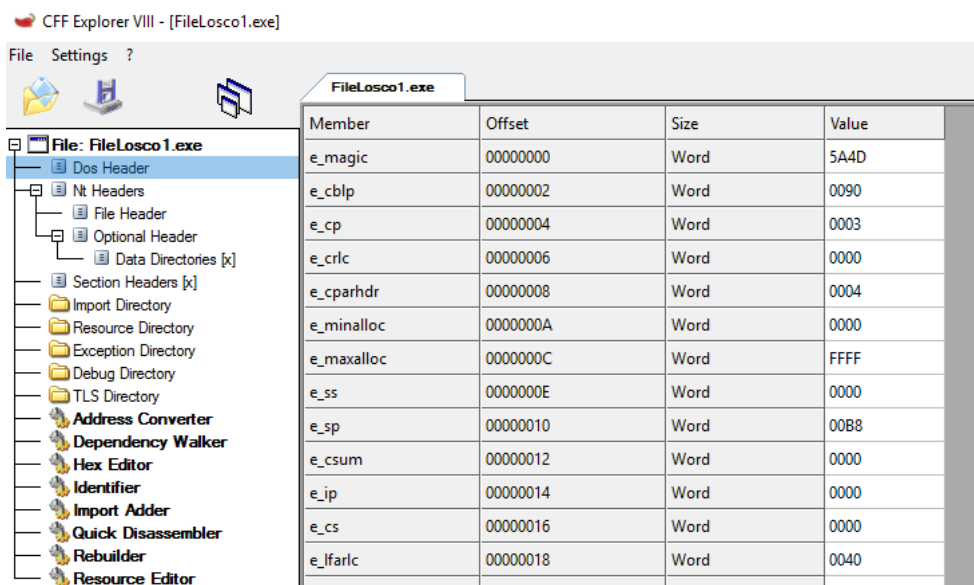 CFF Explorer VIII - [FileLosco1.exe]
File Settings ?
FileLosco1.exe
File: FileLosco1.exe
Dos Header
Nt Headers
File Header
Optional Header
Data Directories [x]
Section Headers [x]
Import Directory
Resource Directory
Exception Directory
Debug Directory
TLS Directory
Address Converter
Dependency Walker
Hex Editor
Identifier
Import Adder
Quick Disassembler
Rebuilder
Resource Editor
Member Offset Size Value
e_magic 00000000 Word 5A4D
e_cblp 00000002 Word 0090
e_cp 00000004 Word 0003
e_crlc 00000006 Word 0000
e_cparhdr 00000008 Word 0004
e_minalloc 0000000A Word 0000
e_maxalloc 0000000C Word FFFF
e_ss 0000000E Word 0000
e_sp 00000010 Word 00B8
e_csum 00000012 Word 0000
e_ip 00000014 Word 0000
e_cs 00000016 Word 0000
e_lfarlc 00000018 Word 0040